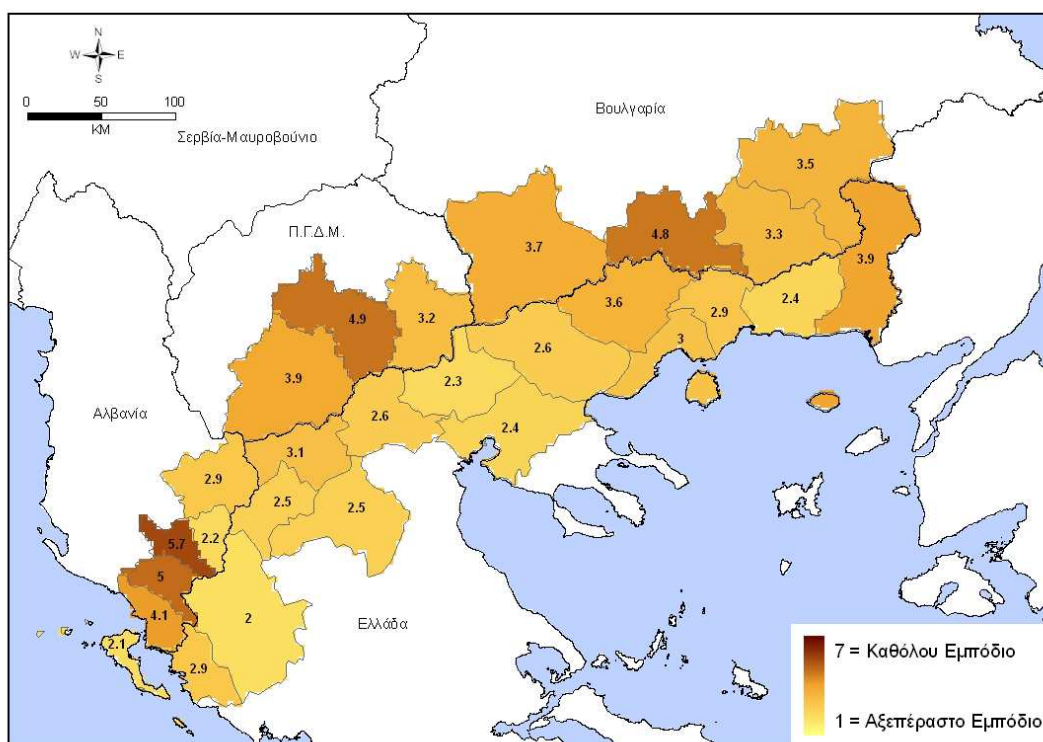 N
W E
S
0 50 100
KM
Σερβία-Μαυροβούνιο
Βουλγαρία
Π.Γ.Δ.Μ.
Αλβανία
Ελλάδα
3.5
3.7
4.8
3.3
3.9
4.9
3.2
3.6
2.9
2.4
3.9
2.6
3
2.3
2.6
2.4
3.1
2.9
2.5
2.5
5.7
2.2
5
4.1
2
2.1
2.9
7 = Καθόλου Εμπόδιο
1 = Αξεπέραστο Εμπόδιο